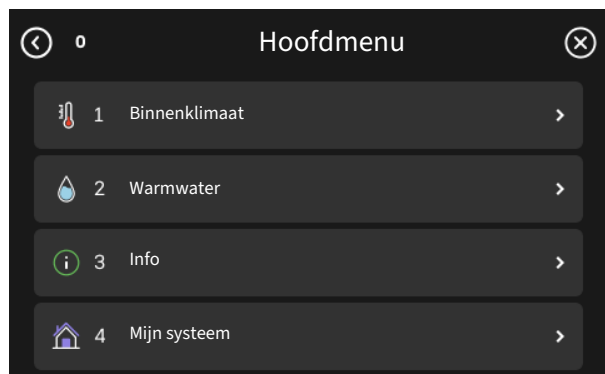 0 Hoofdmenu
1 Binnenklimaat
2 Warmwater
3 Info
4 Mijn systeem